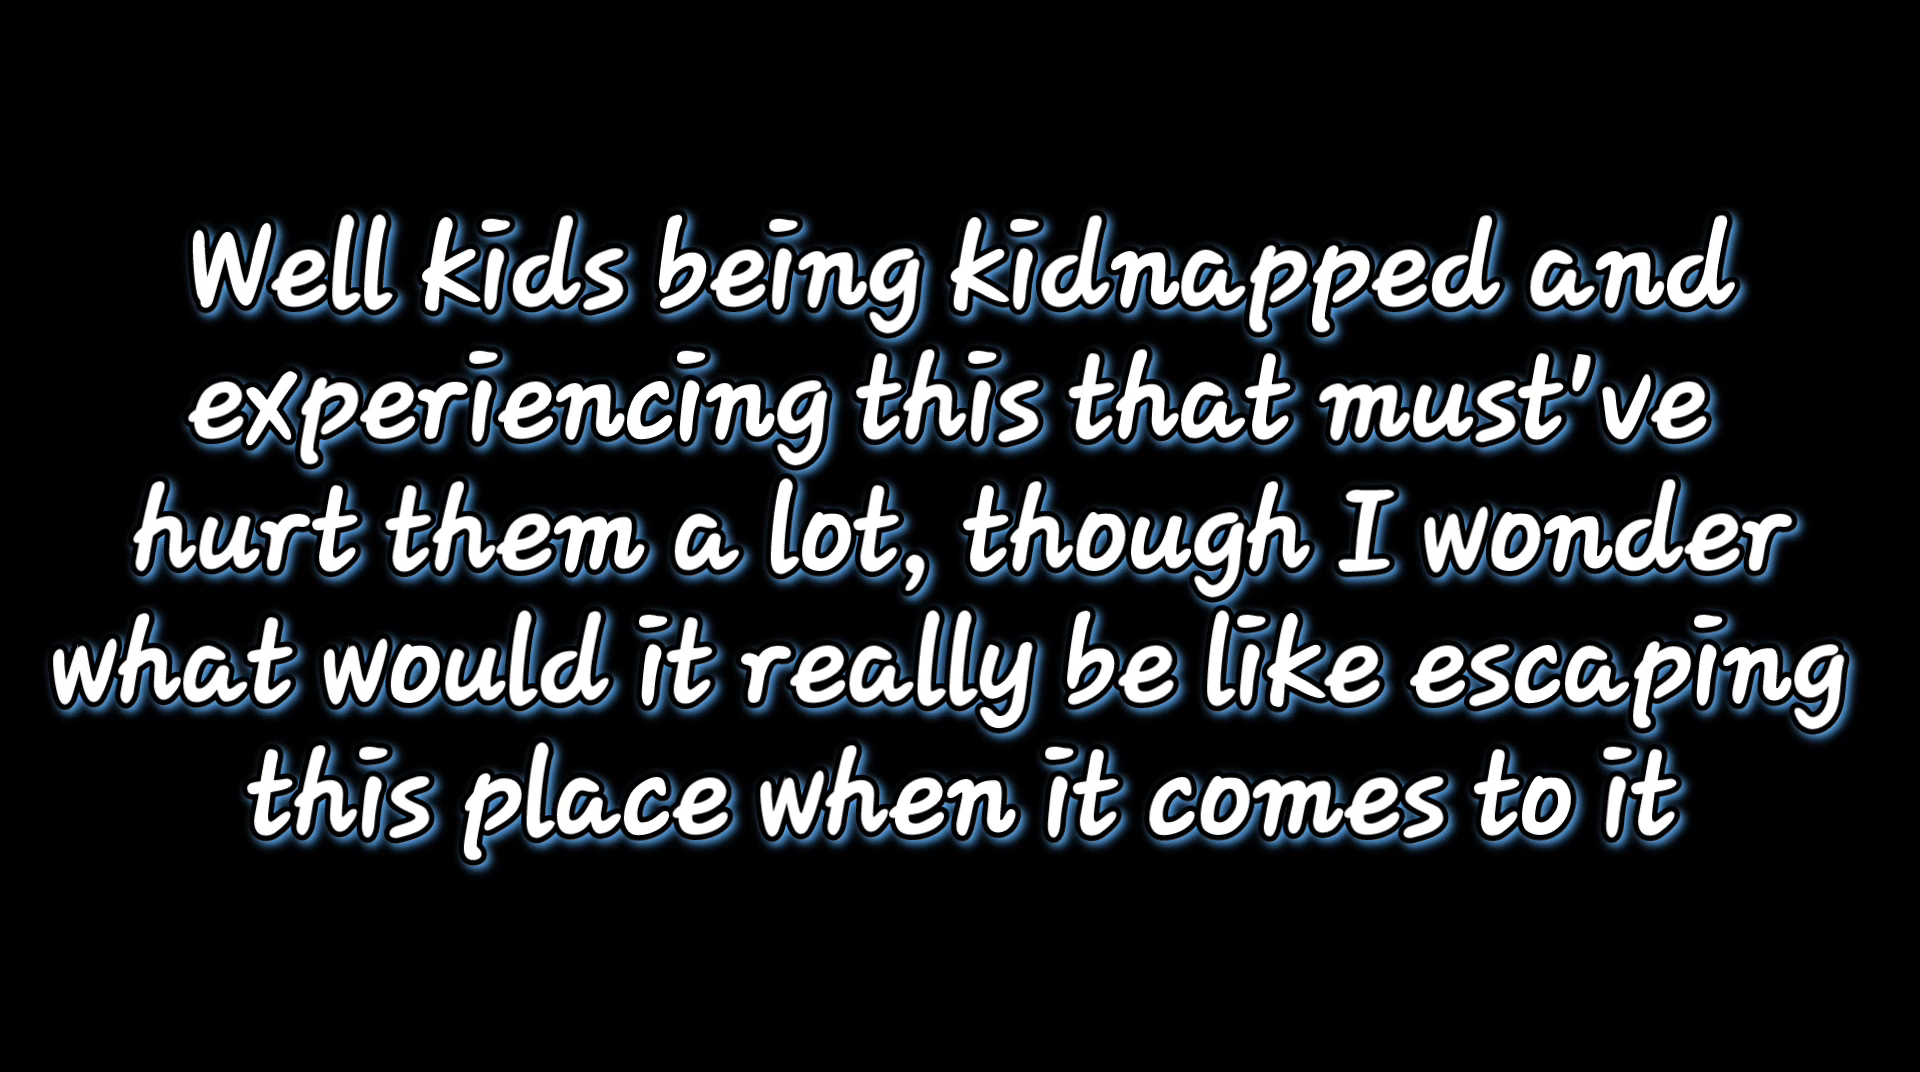 Well kids being kidnapped and
experiencing this that must've
hurt them a lot, though I wonder
what would it really be like escaping
this place when it comes to it